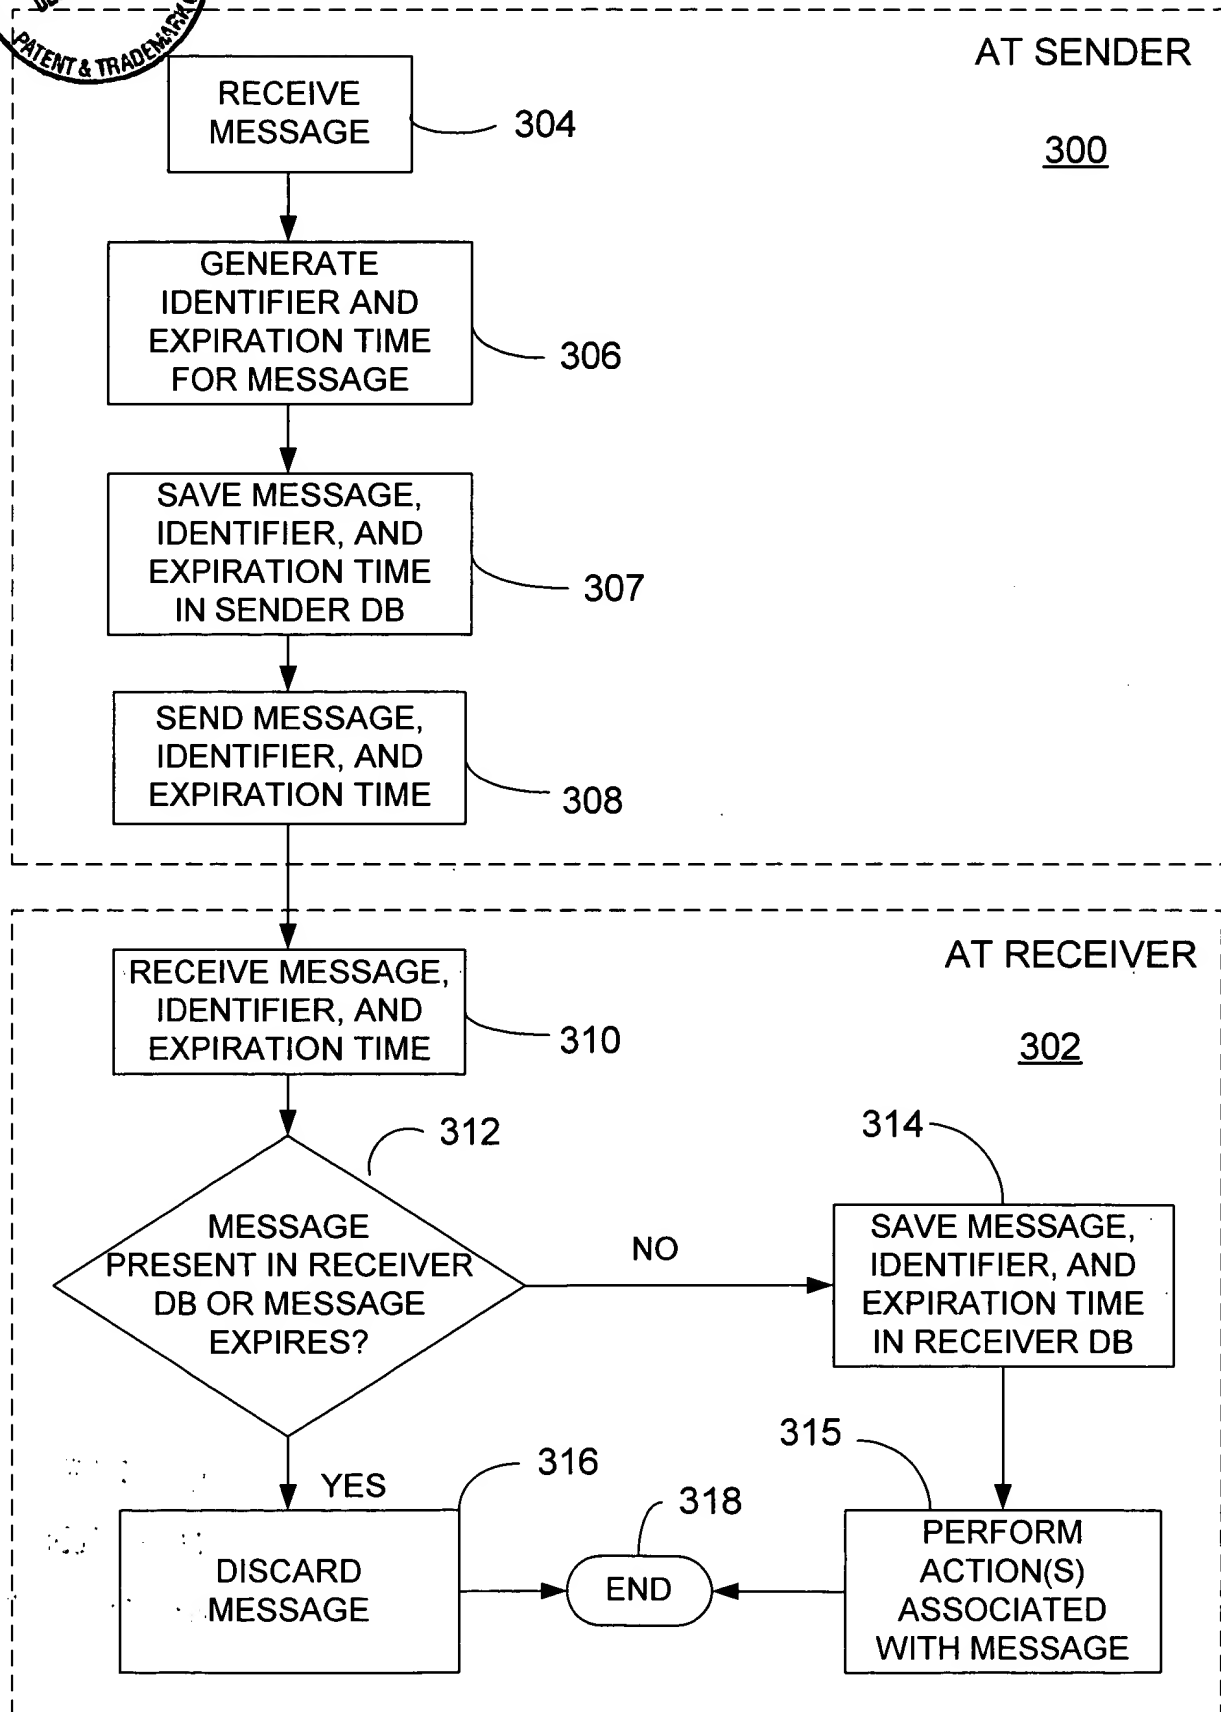 PATENT & TRADEMARK
AT SENDER
300
RECEIVE
MESSAGE
304
GENERATE
IDENTIFIER AND
EXPIRATION TIME
FOR MESSAGE
306
SAVE MESSAGE,
IDENTIFIER, AND
EXPIRATION TIME
IN SENDER DB
307
SEND MESSAGE,
IDENTIFIER, AND
EXPIRATION TIME
308
AT RECEIVER
302
RECEIVE MESSAGE,
IDENTIFIER, AND
EXPIRATION TIME
310
312
MESSAGE
PRESENT IN RECEIVER
DB OR MESSAGE
EXPIRES?
NO
314
SAVE MESSAGE,
IDENTIFIER, AND
EXPIRATION TIME
IN RECEIVER DB
YES
316
DISCARD
MESSAGE
318
END
315
PERFORM
ACTION(S)
ASSOCIATED
WITH MESSAGE